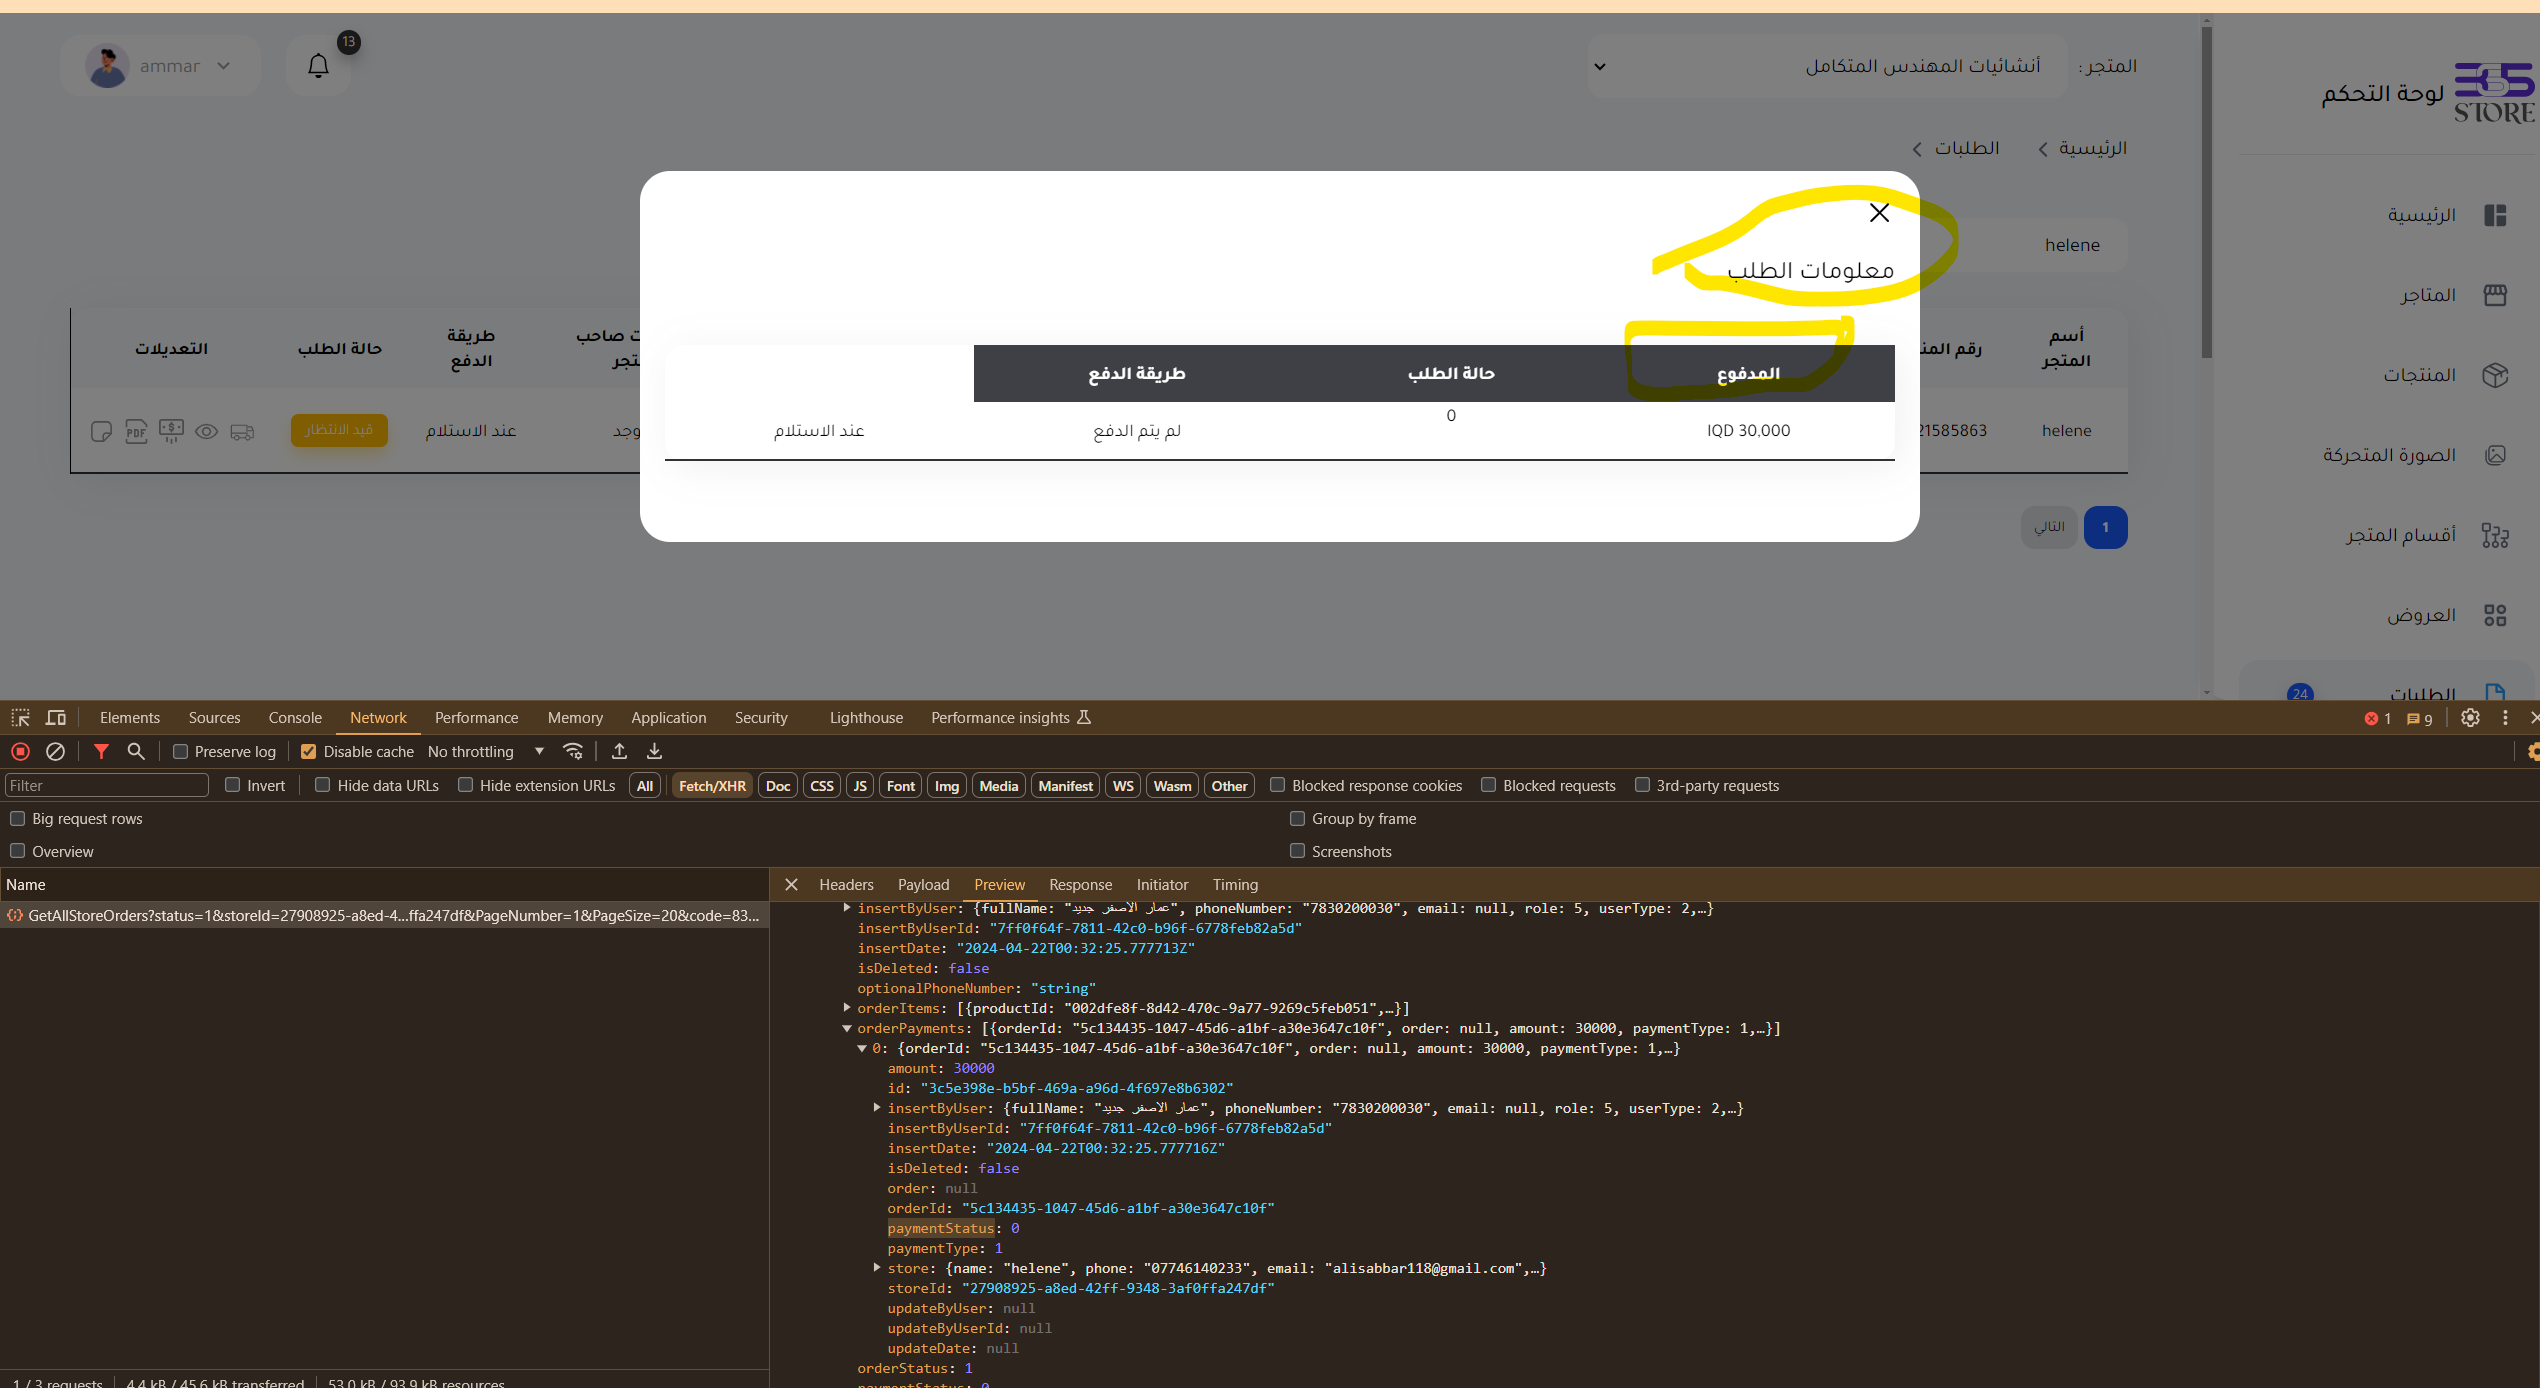 ammar
13
أنشائيات المهندس المتكامل
المتجر :
لوحة التحكم
365
STORE
الرئيسية
الطلبات
helene
معلومات الطلب
المدفوع
حالة الطلب
طريقة الدفع
IQD 30,000
0
لم يتم الدفع
عند الاستلام
أسم
المتجر
رقم المن
ت صاحب
تجر
طريقة
الدفع
حالة الطلب
التعديلات
helene
21585863
وجد
عند الاستلام
قيد الانتظار
PDF
1
التالي
الرئيسية
المتاجر
المنتجات
الصورة المتحركة
أقسام المتجر
العروض
الطلبات
24
Elements Sources Console Network Performance Memory Application Security Lighthouse Performance insights 1 9
Preserve log Disable cache No throttling
Filter Invert Hide data URLs Hide extension URLs All Fetch/XHR Doc CSS JS Font Img Media Manifest WS Wasm Other Blocked response cookies Blocked requests 3rd-party requests
Big request rows Group by frame
Overview Screenshots
Name
GetAllStoreOrders?status=1&storeId=27908925-a8ed-4...ffa247df&PageNumber=1&PageSize=20&code=83...
Headers Payload Preview Response Initiator Timing
insertByUser: {fullName: "عمار الاصفر جديد", phoneNumber: "7830200030", email: null, role: 5, userType: 2,…}
insertByUserId: "7ff0f64f-7811-42c0-b96f-6778feb82a5d"
insertDate: "2024-04-22T00:32:25.777713Z"
isDeleted: false
optionalPhoneNumber: "string"
orderItems: [{productId: "002dfe8f-8d42-470c-9a77-9269c5feb051",…}]
orderPayments: [{orderId: "5c134435-1047-45d6-a1bf-a30e3647c10f", order: null, amount: 30000, paymentType: 1,…}]
0: {orderId: "5c134435-1047-45d6-a1bf-a30e3647c10f", order: null, amount: 30000, paymentType: 1,…}
amount: 30000
id: "3c5e398e-b5bf-469a-a96d-4f697e8b6302"
insertByUser: {fullName: "عمار الاصفر جديد", phoneNumber: "7830200030", email: null, role: 5, userType: 2,…}
insertByUserId: "7ff0f64f-7811-42c0-b96f-6778feb82a5d"
insertDate: "2024-04-22T00:32:25.777716Z"
isDeleted: false
order: null
orderId: "5c134435-1047-45d6-a1bf-a30e3647c10f"
paymentStatus: 0
paymentType: 1
store: {name: "helene", phone: "07746140233", email: "alisabbar118@gmail.com",…}
storeId: "27908925-a8ed-42ff-9348-3af0ffa247df"
updateByUser: null
updateByUserId: null
updateDate: null
orderStatus: 1
paymentStatus: 0
1 / 3 requests 4.4 kB / 45.6 kB transferred 53.0 kB / 93.9 kB resources